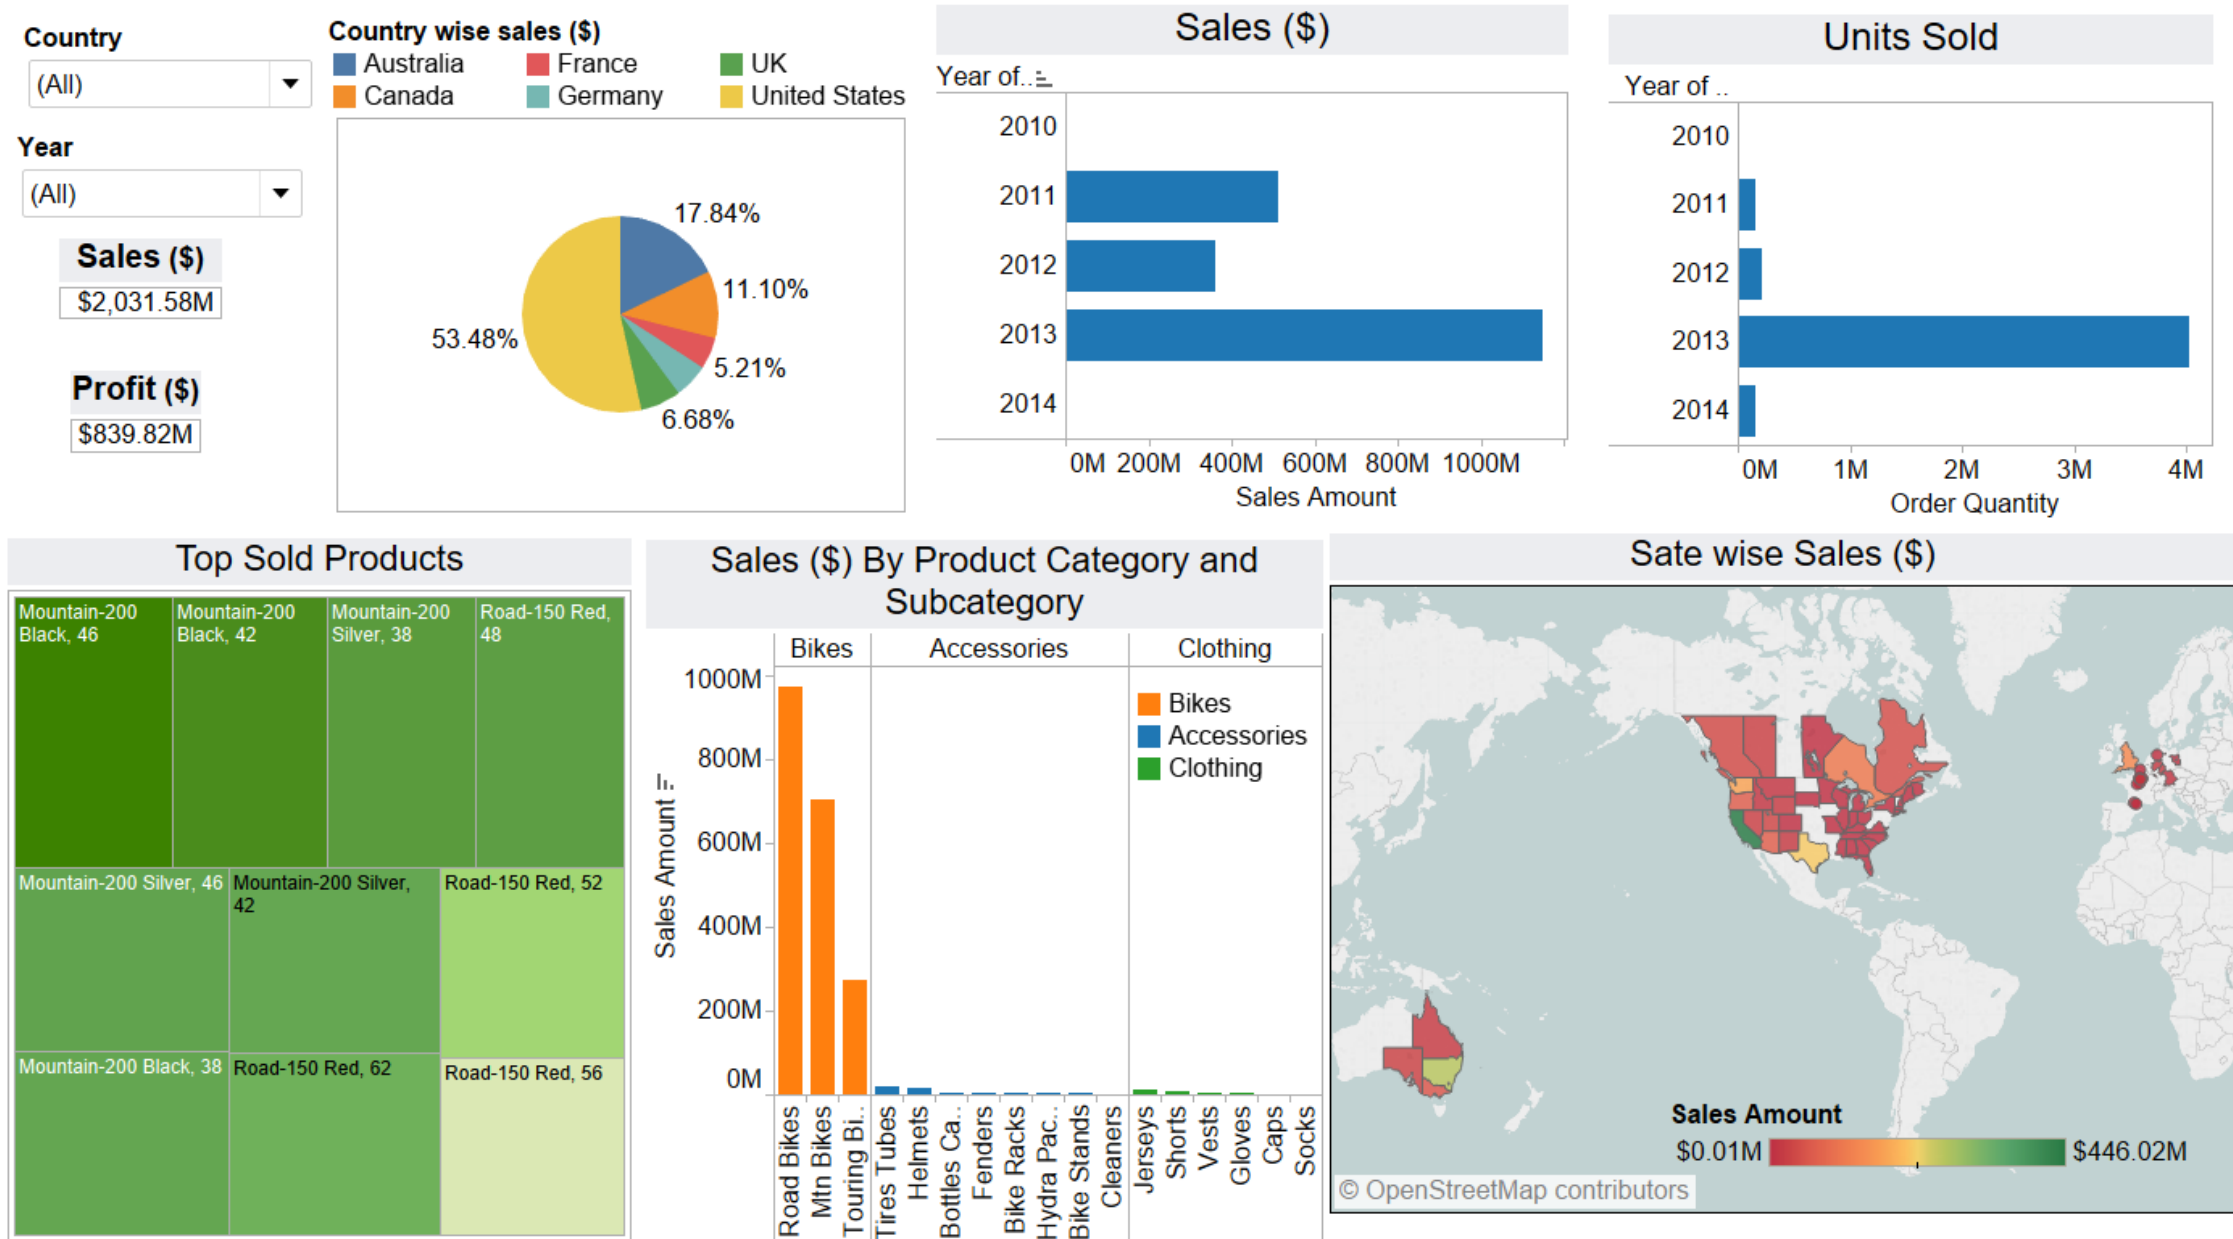 Country
(All)
Year
(All)
Sales ($)
$2,031.58M
Profit ($)
$839.82M
Country wise sales ($)
Australia
France
UK
Canada
Germany
United States
17.84%
11.10%
53.48%
5.21%
6.68%
Sales ($)
Year of..
2010
2011
2012
2013
2014
0M 200M 400M 600M 800M 1000M
Sales Amount
Units Sold
Year of ..
2010
2011
2012
2013
2014
0M 1M 2M 3M 4M
Order Quantity
Top Sold Products
Mountain-200
Black, 46
Mountain-200
Black, 42
Mountain-200
Silver, 38
Road-150 Red,
48
Mountain-200 Silver, 46
Mountain-200 Silver,
42
Road-150 Red, 52
Mountain-200 Black, 38
Road-150 Red, 62
Road-150 Red, 56
Sales ($) By Product Category and
Subcategory
Bikes
Accessories
Clothing
Bikes
Accessories
Clothing
Sales Amount
1000M
800M
600M
400M
200M
0M
Road Bikes
Mtn Bikes
Touring Bi..
Tires Tubes
Helmets
Bottles Ca..
Fenders
Bike Racks
Hydra Pac..
Bike Stands
Cleaners
Jerseys
Shorts
Vests
Gloves
Caps
Socks
Sate wise Sales ($)
Sales Amount
$0.01M
$446.02M
© OpenStreetMap contributors